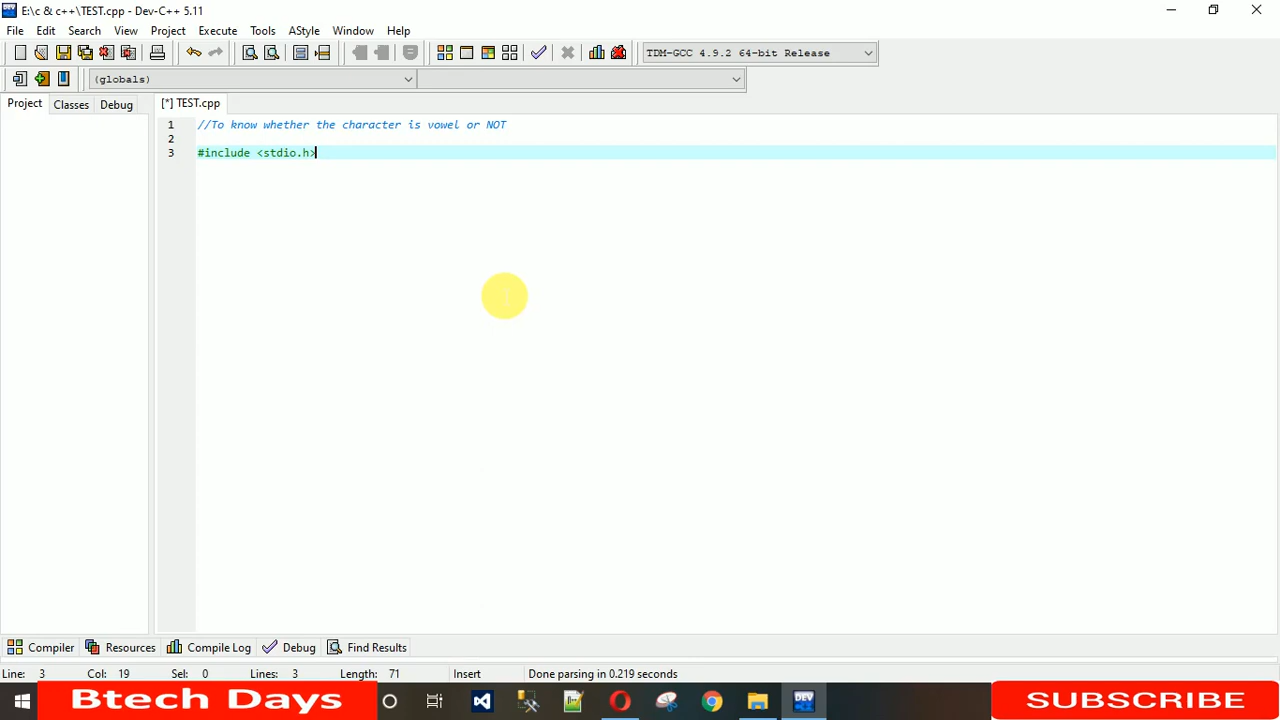 E:\c & c++\TEST.cpp - Dev-C++ 5.11
File Edit Search View Project Execute Tools AStyle Window Help
TDM-GCC 4.9.2 64-bit Release
(globals)
Project Classes Debug [*] TEST.cpp
1 //To know whether the character is vowel or NOT
2
3 #include <stdio.h>
Compiler Resources Compile Log Debug Find Results
Line: 3 Col: 19 Sel: 0 Lines: 3 Length: 71 Insert Done parsing in 0.219 seconds
Btech Days DEV SUBSCRIBE